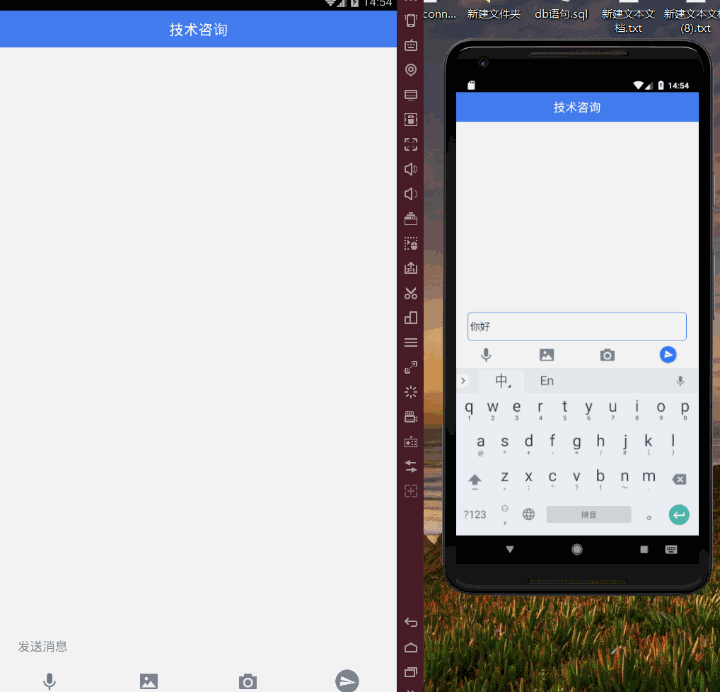 14:54
技术咨询
发送消息
conn...
新建文件夹
db语句.sql
新建文本文
档.txt
新建文本文档
(8).txt
14:54
技术咨询
你好
中 En
q w e r t y u i o p
1 2 3 4 5 6 7 8 9 0
a s d f g h j k l
z x c v b n m
?123 , 拼音 。